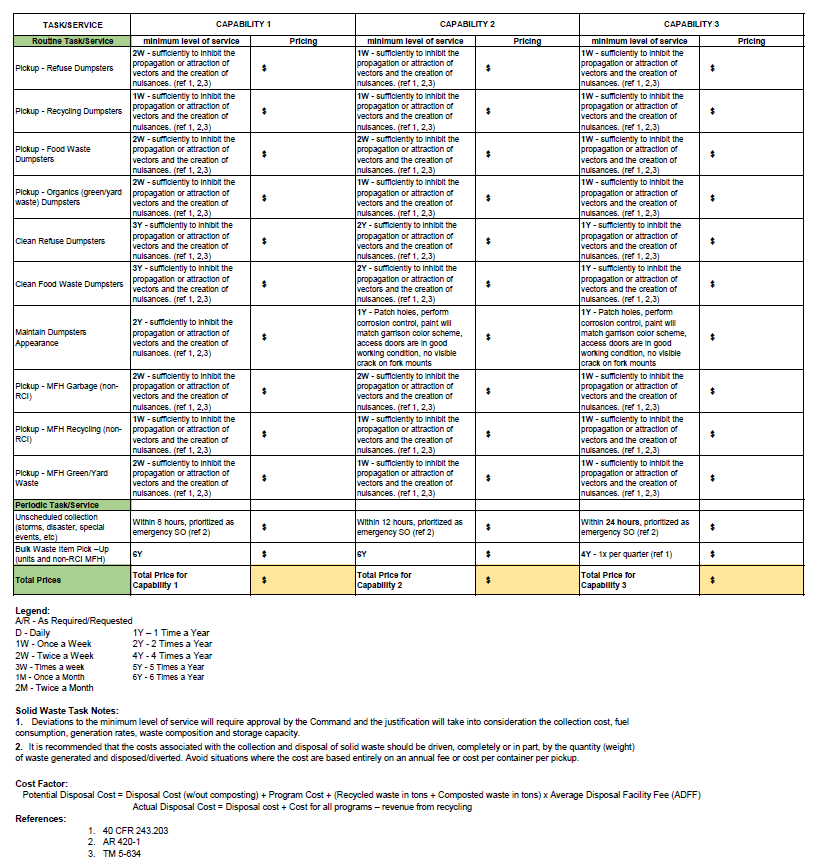 TASK/SERVICE CAPABILITY 1 CAPABILITY 2 CAPABILITY 3
Routine Task/Service minimum level of service Pricing minimum level of service Pricing minimum level of service Pricing
Pickup - Refuse Dumpsters
2W - sufficiently to inhibit the
propagation or attraction of
vectors and the creation of
nuisances. (ref 1, 2,3)
$
1W - sufficiently to inhibit the
propagation or attraction of
vectors and the creation of
nuisances. (ref 1, 2,3)
$
1W - sufficiently to inhibit the
propagation or attraction of
vectors and the creation of
nuisances. (ref 1, 2,3)
$
Pickup - Recycling Dumpsters
1W - sufficiently to inhibit the
propagation or attraction of
vectors and the creation of
nuisances. (ref 1, 2,3)
$
1W - sufficiently to inhibit the
propagation or attraction of
vectors and the creation of
nuisances. (ref 1, 2,3)
$
1W - sufficiently to inhibit the
propagation or attraction of
vectors and the creation of
nuisances. (ref 1, 2,3)
$
Pickup - Food Waste
Dumpsters
2W - sufficiently to inhibit the
propagation or attraction of
vectors and the creation of
nuisances. (ref 1, 2,3)
$
2W - sufficiently to inhibit the
propagation or attraction of
vectors and the creation of
nuisances. (ref 1, 2,3)
$
1W - sufficiently to inhibit the
propagation or attraction of
vectors and the creation of
nuisances. (ref 1, 2,3)
$
Pickup - Organics (green/yard
waste) Dumpsters
2W - sufficiently to inhibit the
propagation or attraction of
vectors and the creation of
nuisances. (ref 1, 2,3)
$
1W - sufficiently to inhibit the
propagation or attraction of
vectors and the creation of
nuisances. (ref 1, 2,3)
$
1W - sufficiently to inhibit the
propagation or attraction of
vectors and the creation of
nuisances. (ref 1, 2,3)
$
Clean Refuse Dumpsters
3Y - sufficiently to inhibit the
propagation or attraction of
vectors and the creation of
nuisances. (ref 1, 2,3)
$
2Y - sufficiently to inhibit the
propagation or attraction of
vectors and the creation of
nuisances. (ref 1, 2,3)
$
1Y - sufficiently to inhibit the
propagation or attraction of
vectors and the creation of
nuisances. (ref 1, 2,3)
$
Clean Food Waste Dumpsters
3Y - sufficiently to inhibit the
propagation or attraction of
vectors and the creation of
nuisances. (ref 1, 2,3)
$
2Y - sufficiently to inhibit the
propagation or attraction of
vectors and the creation of
nuisances. (ref 1, 2,3)
$
1Y - sufficiently to inhibit the
propagation or attraction of
vectors and the creation of
nuisances. (ref 1, 2,3)
$
Maintain Dumpsters
Appearance
2Y - sufficiently to inhibit the
propagation or attraction of
vectors and the creation of
nuisances. (ref 1, 2,3)
$
1Y - Patch holes, perform
corrosion control, paint will
match garrison color scheme,
access doors are in good
working condition, no visible
crack on fork mounts
$
1Y - Patch holes, perform
corrosion control, paint will
match garrison color scheme,
access doors are in good
working condition, no visible
crack on fork mounts
$
Pickup - MFH Garbage (non-
RCI)
2W - sufficiently to inhibit the
propagation or attraction of
vectors and the creation of
nuisances. (ref 1, 2,3)
$
2W - sufficiently to inhibit the
propagation or attraction of
vectors and the creation of
nuisances. (ref 1, 2,3)
$
1W - sufficiently to inhibit the
propagation or attraction of
vectors and the creation of
nuisances. (ref 1, 2,3)
$
Pickup - MFH Recycling (non-
RCI)
1W - sufficiently to inhibit the
propagation or attraction of
vectors and the creation of
nuisances. (ref 1, 2,3)
$
1W - sufficiently to inhibit the
propagation or attraction of
vectors and the creation of
nuisances. (ref 1, 2,3)
$
1W - sufficiently to inhibit the
propagation or attraction of
vectors and the creation of
nuisances. (ref 1, 2,3)
$
Pickup - MFH Green/Yard
Waste
2W - sufficiently to inhibit the
propagation or attraction of
vectors and the creation of
nuisances. (ref 1, 2,3)
$
1W - sufficiently to inhibit the
propagation or attraction of
vectors and the creation of
nuisances. (ref 1, 2,3)
$
1W - sufficiently to inhibit the
propagation or attraction of
vectors and the creation of
nuisances. (ref 1, 2,3)
$
Periodic Task/Service
Unscheduled collection
(storms, disaster, special
events, etc)
Within 8 hours, prioritized as
emergency SO (ref 2)
$
Within 12 hours, prioritized as
emergency SO (ref 2)
$
Within 24 hours, prioritized as
emergency SO (ref 2)
$
Bulk Waste Item Pick –Up
(units and non-RCI MFH)
6Y
$
6Y
$
4Y - 1x per quarter (ref 1)
$
Total Prices
Total Price for
Capability 1
$
Total Price for
Capability 2
$
Total Price for
Capability 3
$
Legend:
A/R - As Required/Requested
D - Daily 1Y – 1 Time a Year
1W - Once a Week 2Y - 2 Times a Year
2W - Twice a Week 4Y - 4 Times a Year
3W - Times a week 5Y - 5 Times a Year
1M - Once a Month 6Y - 6 Times a Year
2M - Twice a Month
Solid Waste Task Notes:
1. Deviations to the minimum level of service will require approval by the Command and the justification will take into consideration the collection cost, fuel
consumption, generation rates, waste composition and storage capacity.
2. It is recommended that the costs associated with the collection and disposal of solid waste should be driven, completely or in part, by the quantity (weight)
of waste generated and disposed/diverted. Avoid situations where the cost are based entirely on an annual fee or cost per container per pickup.
Cost Factor:
Potential Disposal Cost = Disposal Cost (w/out composting) + Program Cost + (Recycled waste in tons + Composted waste in tons) x Average Disposal Facility Fee (ADFF)
Actual Disposal Cost = Disposal cost + Cost for all programs – revenue from recycling
References:
1. 40 CFR 243.203
2. AR 420-1
3. TM 5-634